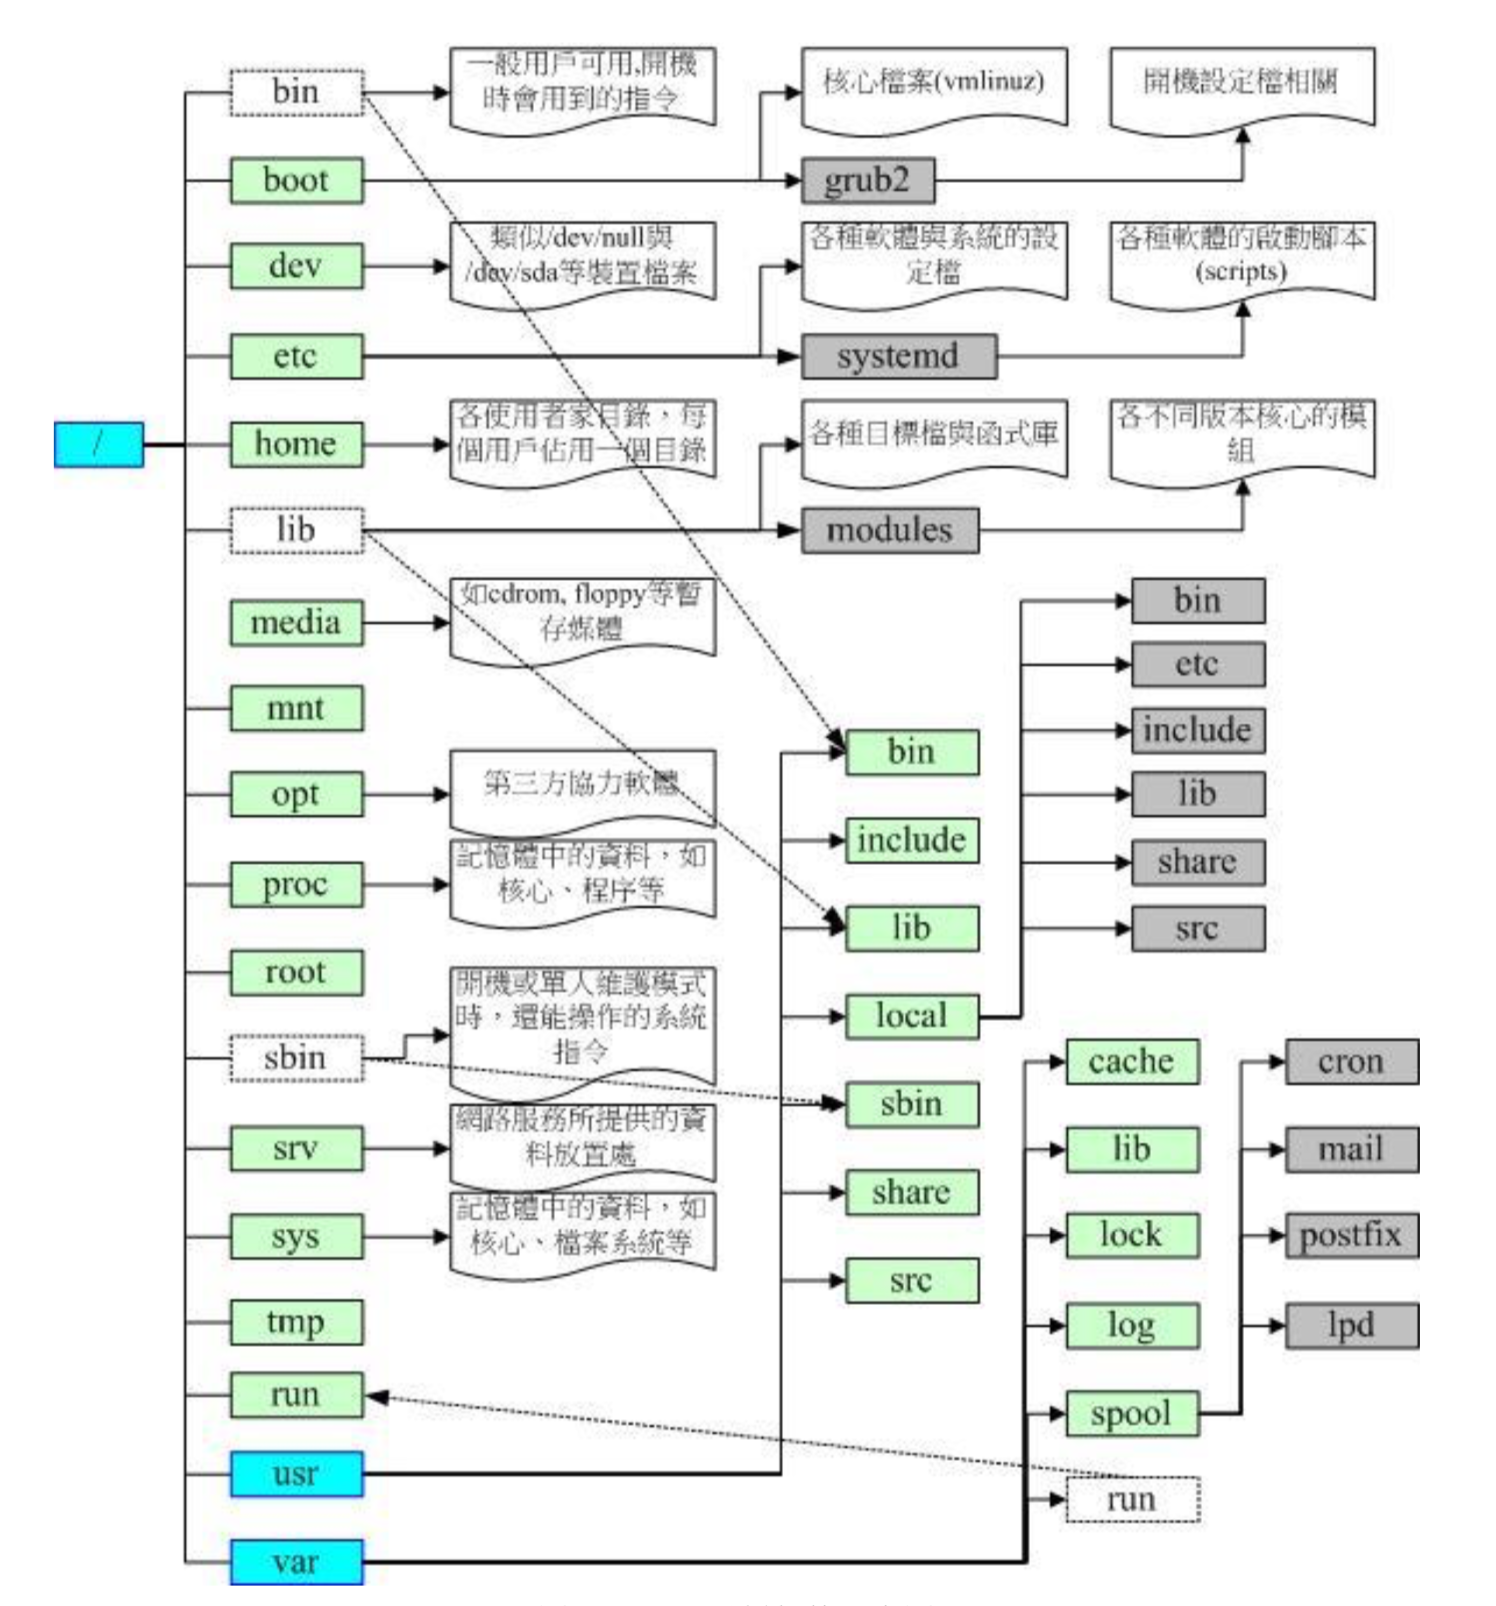 /
bin
一般用戶可用,開機
時會用到的指令
核心檔案(vmlinuz)
開機設定檔相關
boot
grub2
dev
類似/dev/null與
/dev/sda等裝置檔案
各種軟體與系統的設
定檔
各種軟體的啟動腳本
(scripts)
etc
systemd
home
各使用者家目錄，每
個用戶佔用一個目錄
各種目標檔與函式庫
各不同版本核心的模
組
lib
modules
media
如cdrom, floppy等暫
存媒體
mnt
opt
第三方協力軟體
proc
記憶體中的資料，如
核心、程序等
root
sbin
開機或單人維護模式
時，還能操作的系統
指令
srv
網路服務所提供的資
料放置處
sys
記憶體中的資料，如
核心、檔案系統等
tmp
run
usr
var
bin
include
lib
local
sbin
share
src
bin
etc
include
lib
share
src
cache
lib
lock
log
spool
run
cron
mail
postfix
lpd